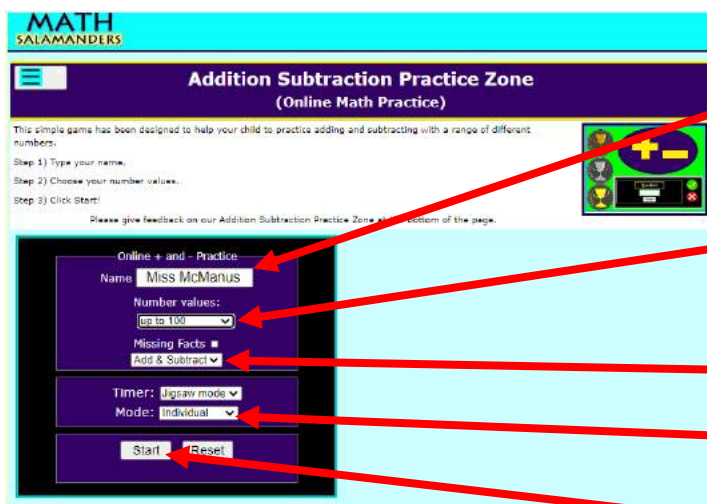 MATH
SALAMANDERS
Addition Subtraction Practice Zone
(Online Math Practice)
This simple game has been designed to help your child to practice adding and subtracting with a range of different
numbers.
Step 1) Type your name.
Step 2) Choose your number values.
Step 3) Click Start!
Please give feedback on our Addition Subtraction Practice Zone at the bottom of the page.
Online + and - Practice
Name Miss McManus
Number values:
up to 100
Missing Facts
Add & Subtract
Timer: Jigsaw mode
Mode: Individual
Start Reset